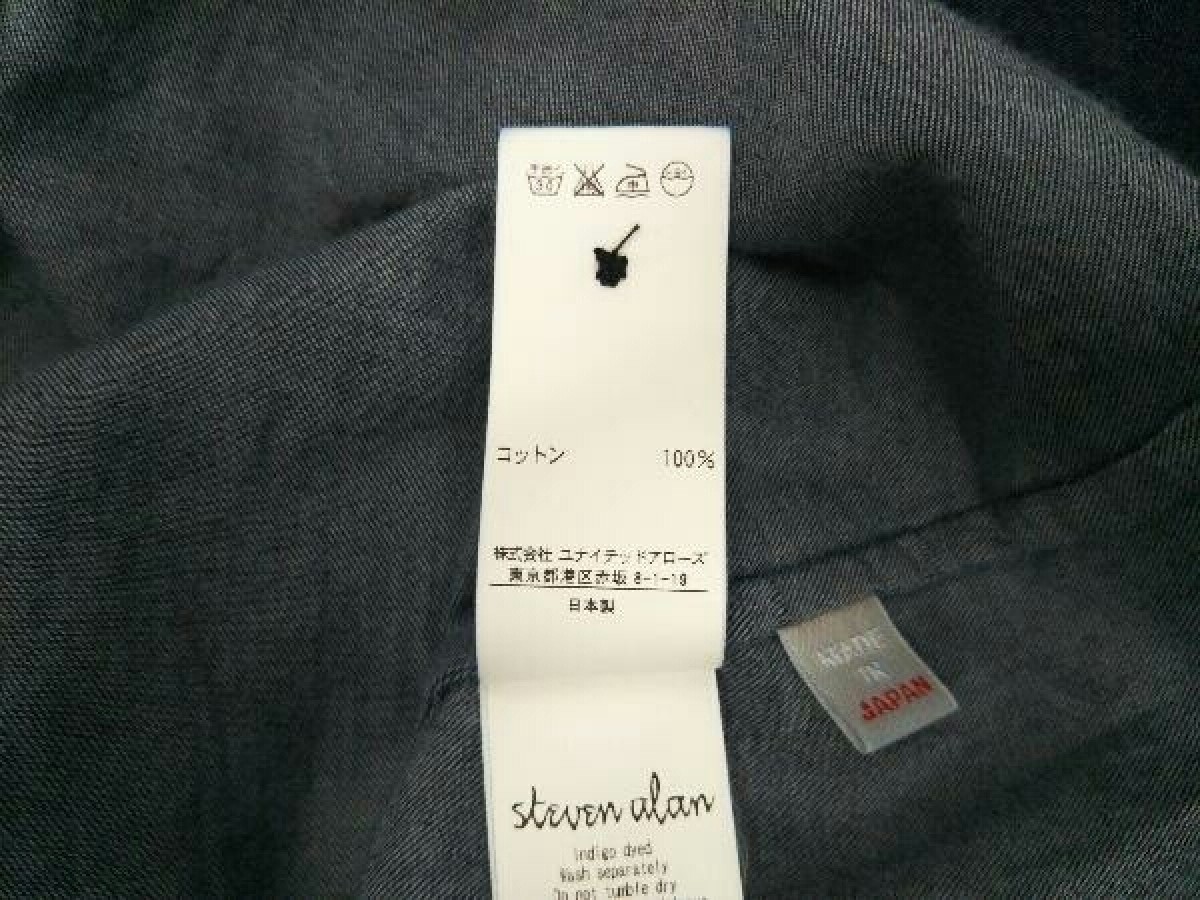 30
中
コットン 100%
株式会社 ユナイテッドアローズ
東京都港区赤坂 8-1-19
日本製
MADE
IN
JAPAN
steven alan
Indigo dyed
Wash separately
Do not tumble dry